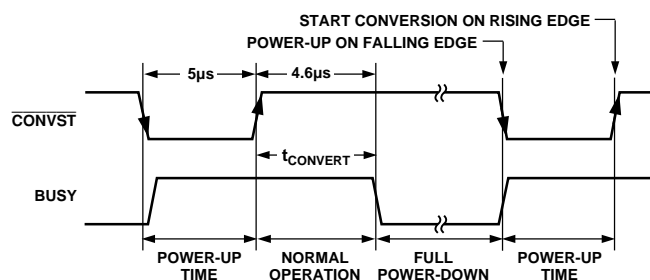 START CONVERSION ON RISING EDGE
POWER-UP ON FALLING EDGE
5µs
4.6µs
CONVST
tCONVERT
BUSY
POWER-UP
TIME
NORMAL
OPERATION
FULL
POWER-DOWN
POWER-UP
TIME